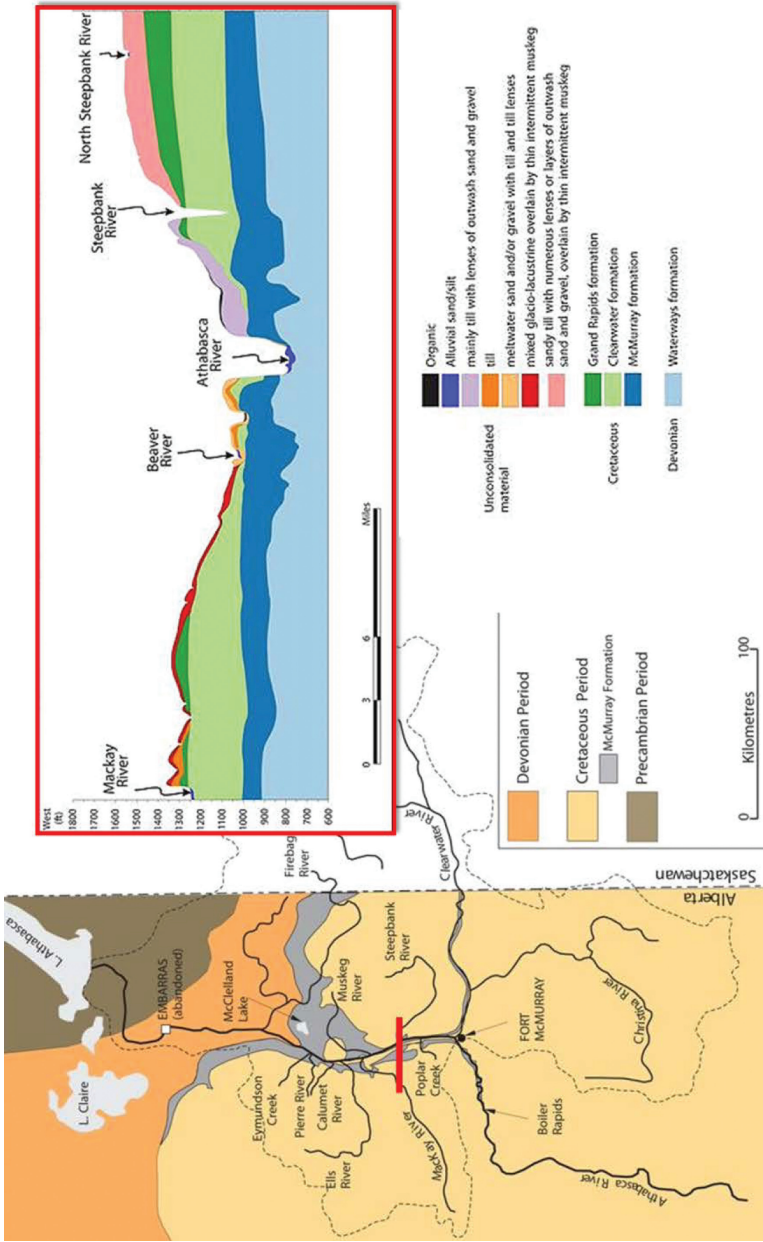 West
(ft)
1800
1700
1600
1500
1400
1300
1200
1100
1000
900
800
700
600
Mackay
River
Beaver
River
Athabasca
River
Steepbank
River
North Steepbank River
0
3
6
Miles
Unconsolidated
material
Organic
Alluvial sand/silt
mainly till with lenses of outwash sand and gravel
till
meltwater sand and/or gravel with till and till lenses
mixed glacio-lacustrine overlain by thin intermittent muskeg
sandy till with numerous lenses or layers of outwash
sand and gravel, overlain by thin intermittent muskeg
Cretaceous
Grand Rapids formation
Clearwater formation
McMurray formation
Devonian
Waterways formation
L. Claire
L. Athabasca
EMBARRAS
(abandoned)
McClelland
Lake
Firebag
River
Eymundson
Creek
Pierre River
Calumet
River
Ells
River
Muskeg
River
Steepbank
River
MacKay River
Poplar
Creek
FORT
McMURRAY
Clearwater
River
Boiler
Rapids
Athabasca River
Christina River
Alberta
Saskatchewan
Devonian Period
Cretaceous Period
McMurray Formation
Precambrian Period
0
100
Kilometres